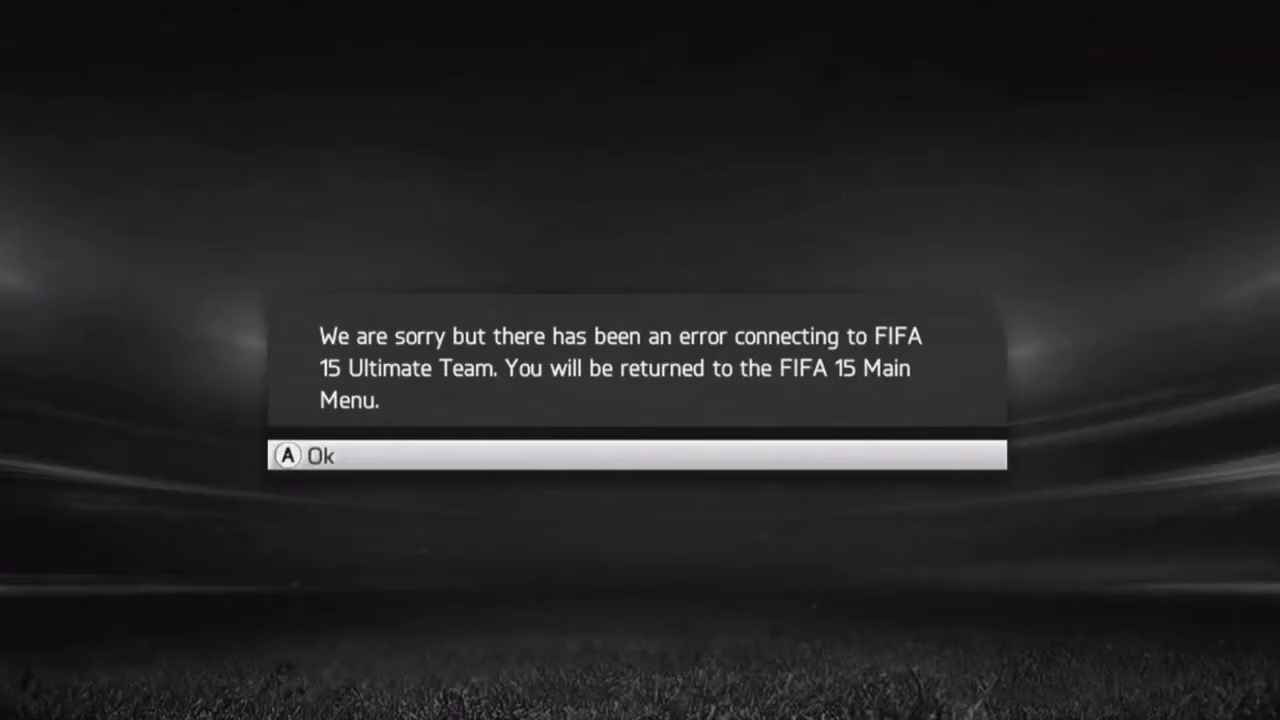 We are sorry but there has been an error connecting to FIFA
15 Ultimate Team. You will be returned to the FIFA 15 Main
Menu.
A Ok